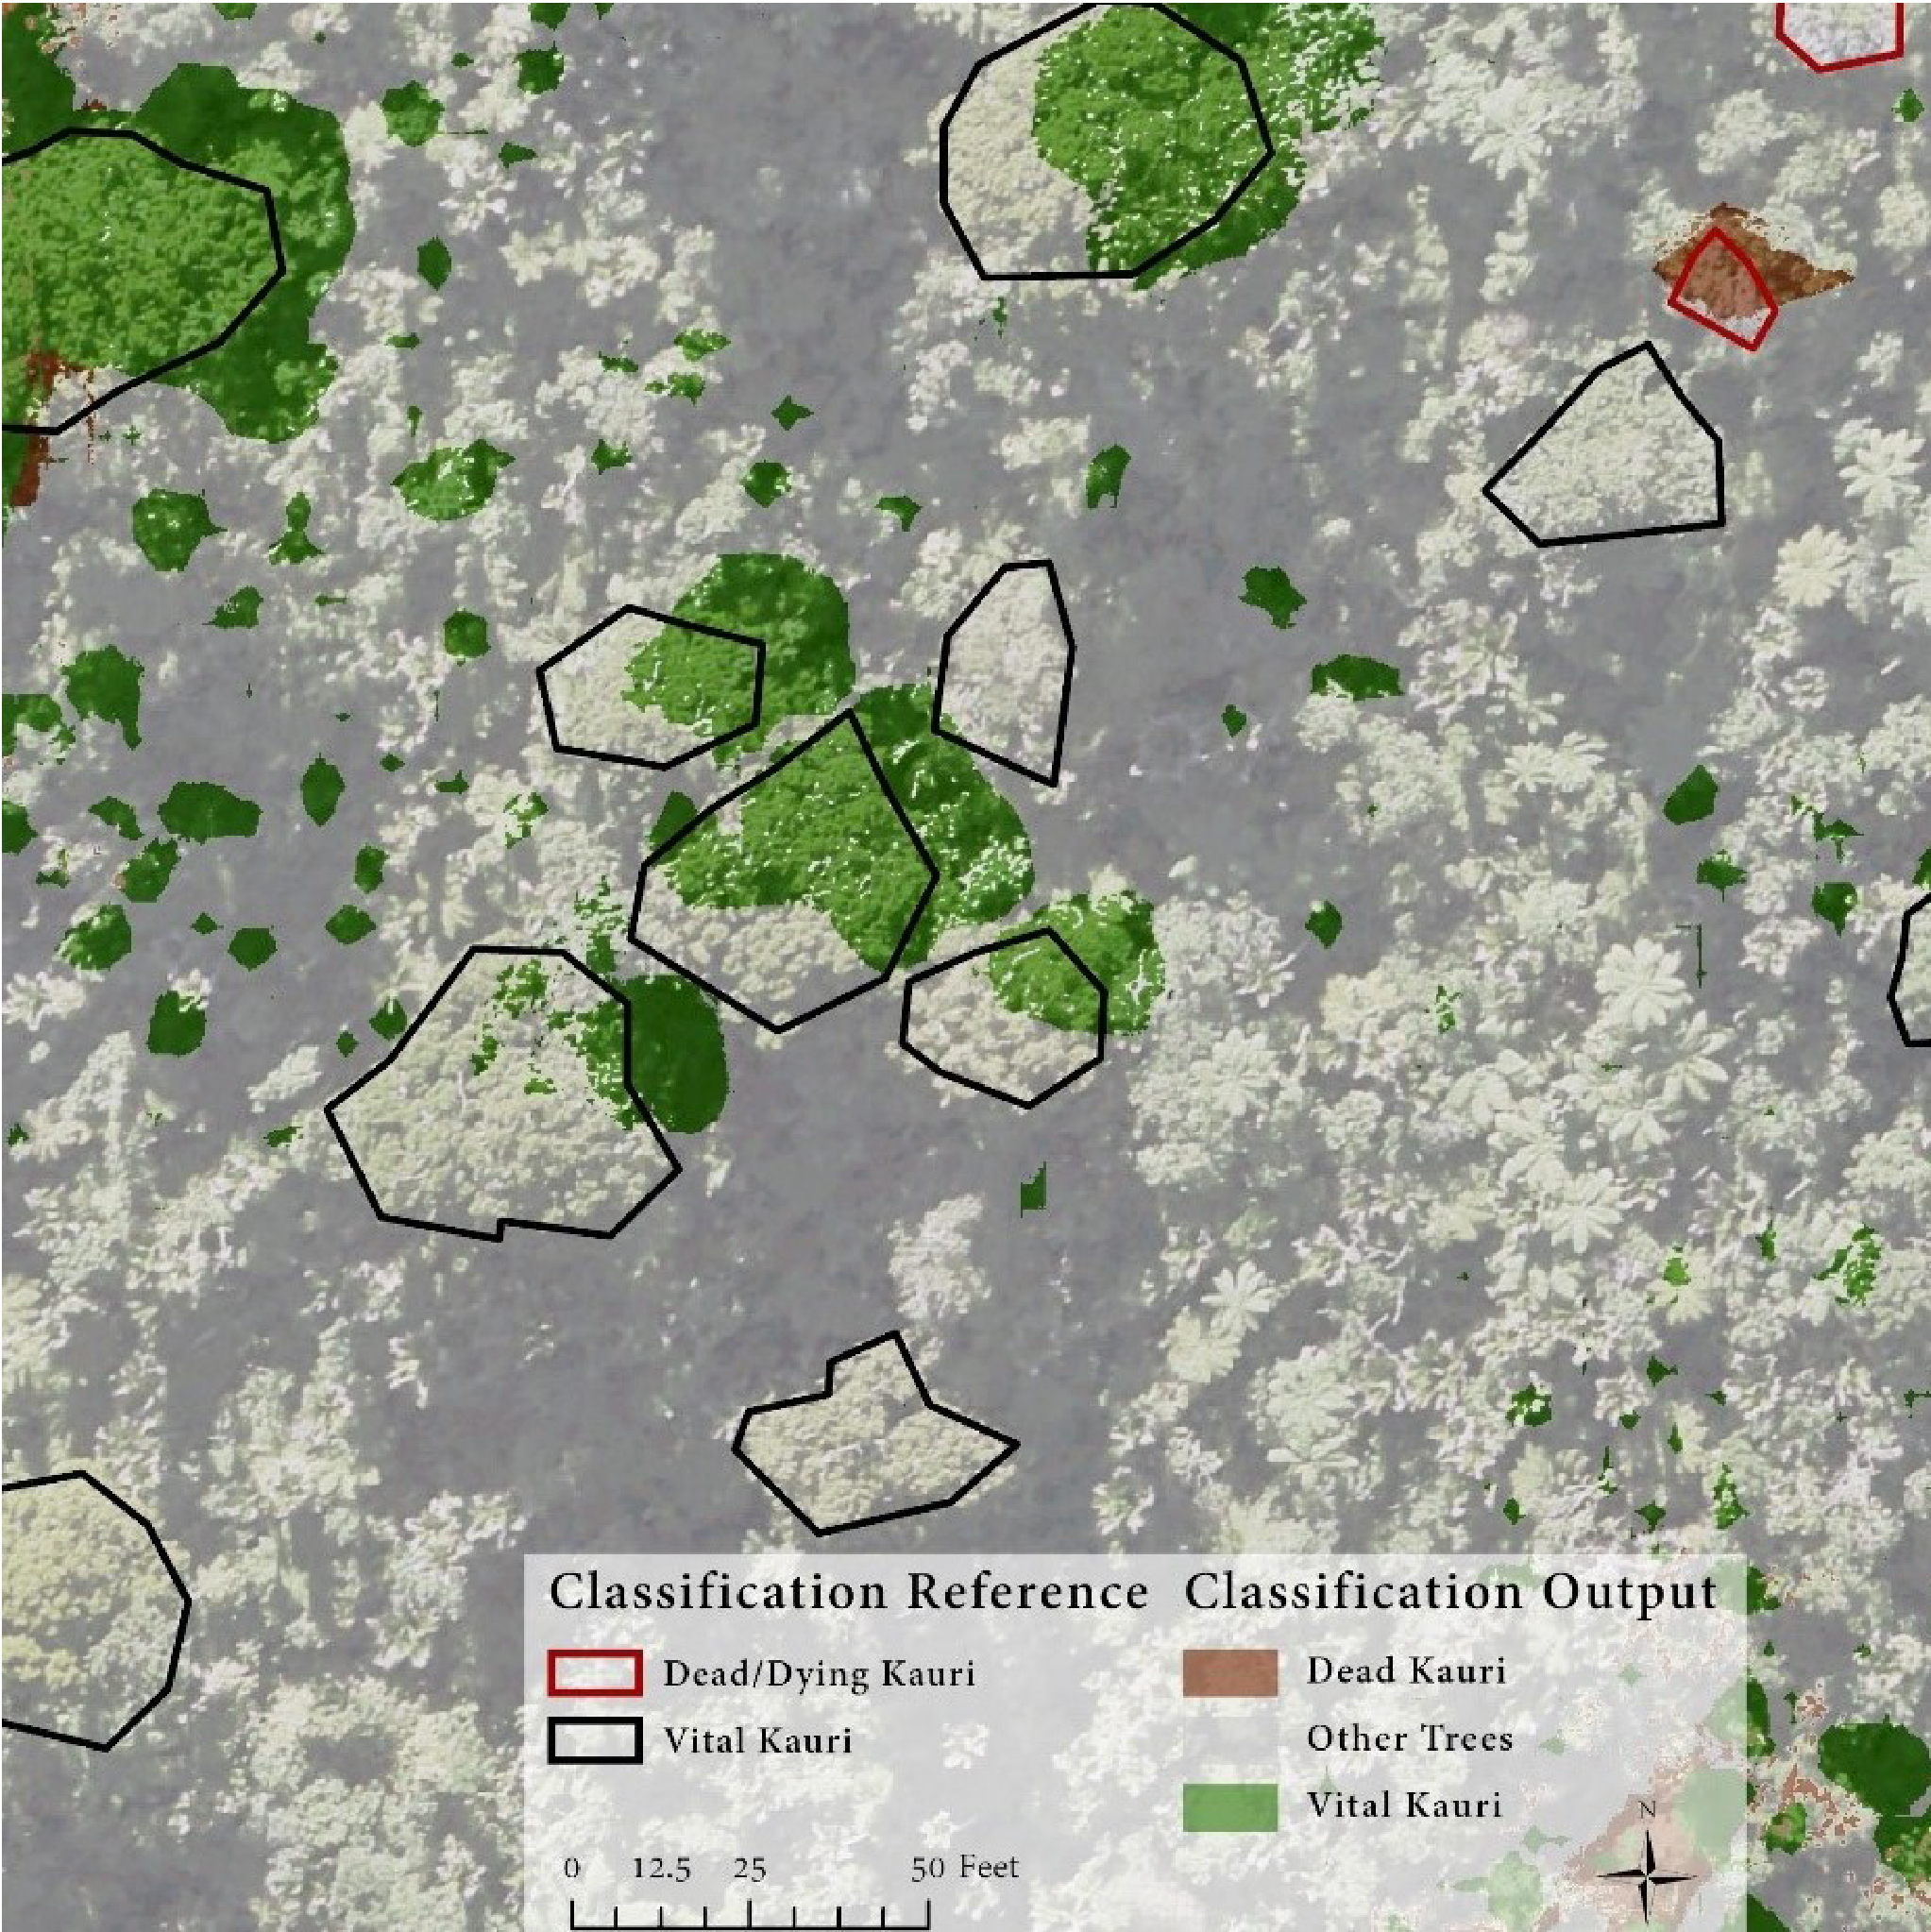 Classification Reference
Dead/Dying Kauri
Vital Kauri
Classification Output
Dead Kauri
Other Trees
Vital Kauri
0 12.5 25 50 Feet
N